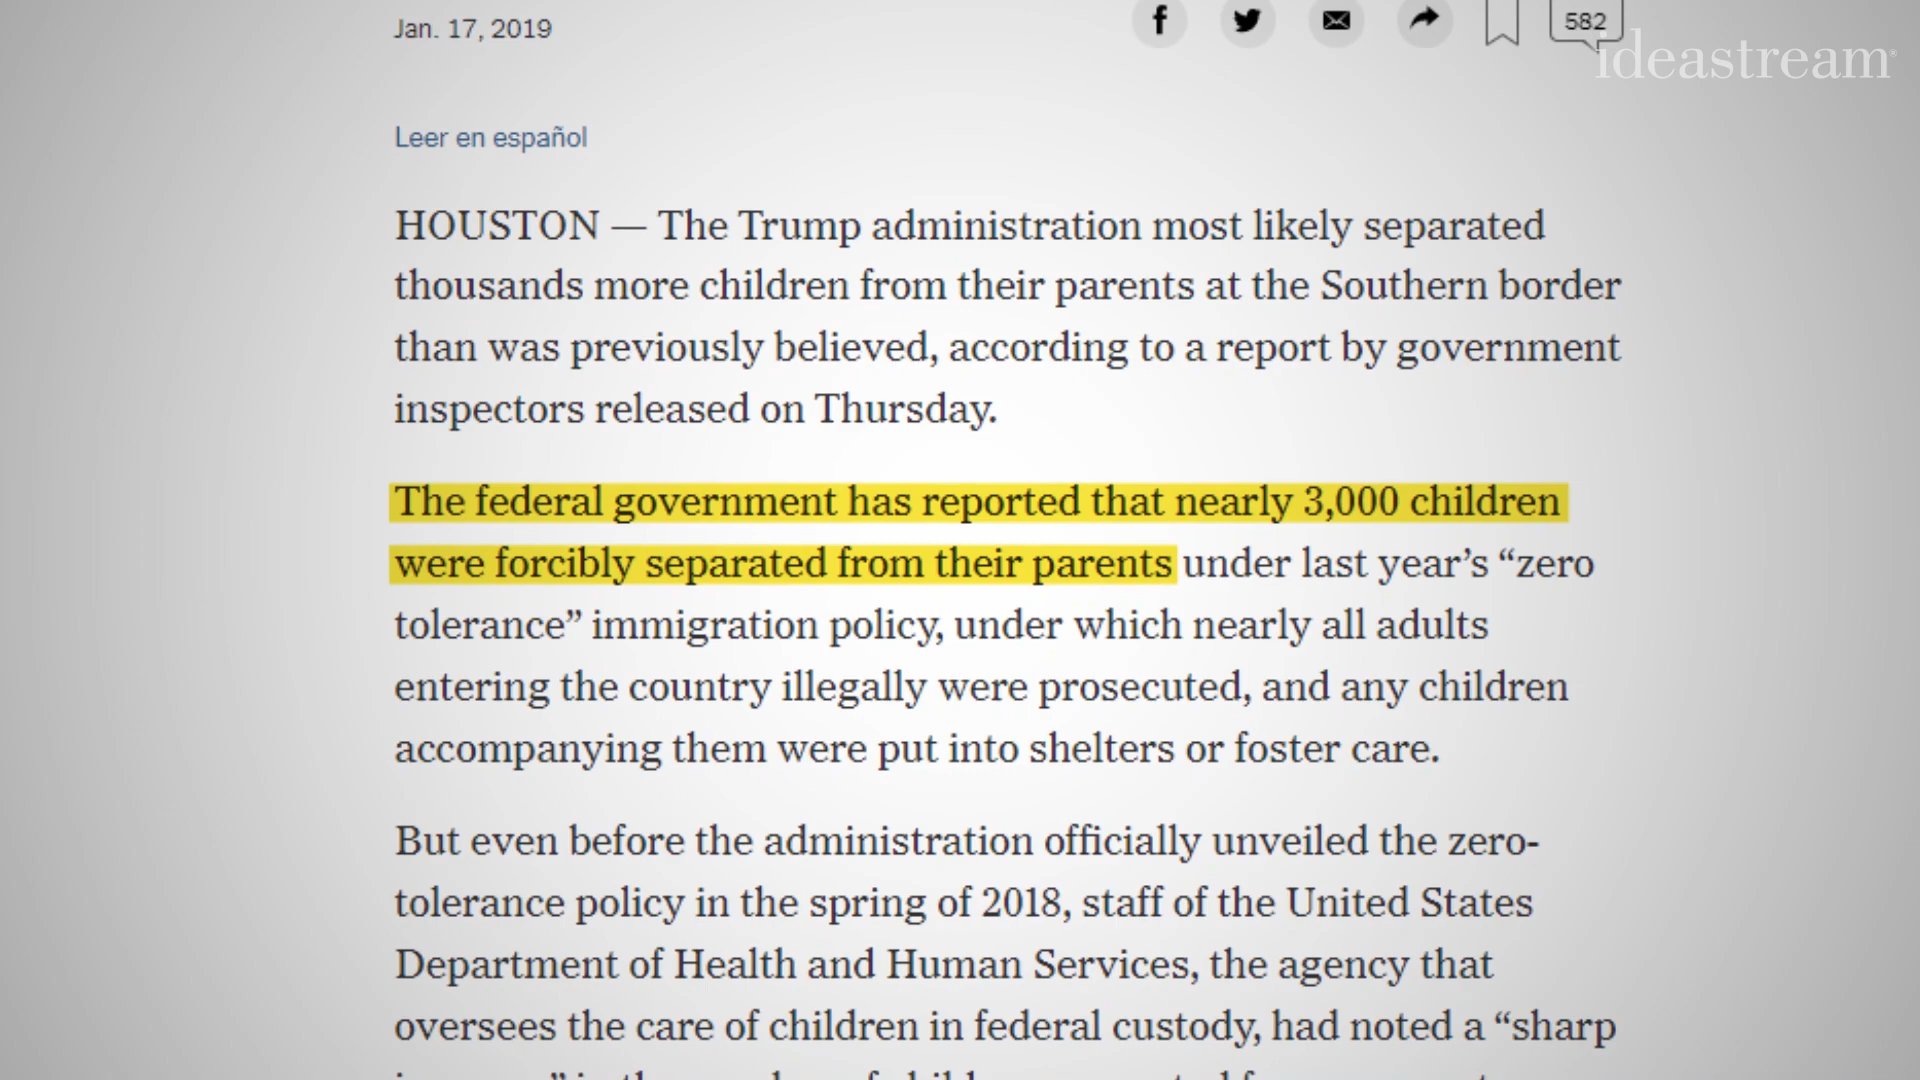 Jan. 17, 2019
582
ideastream
Leer en español
HOUSTON — The Trump administration most likely separated
thousands more children from their parents at the Southern border
than was previously believed, according to a report by government
inspectors released on Thursday.
The federal government has reported that nearly 3,000 children
were forcibly separated from their parents under last year’s “zero
tolerance” immigration policy, under which nearly all adults
entering the country illegally were prosecuted, and any children
accompanying them were put into shelters or foster care.
But even before the administration officially unveiled the zero-
tolerance policy in the spring of 2018, staff of the United States
Department of Health and Human Services, the agency that
oversees the care of children in federal custody, had noted a “sharp